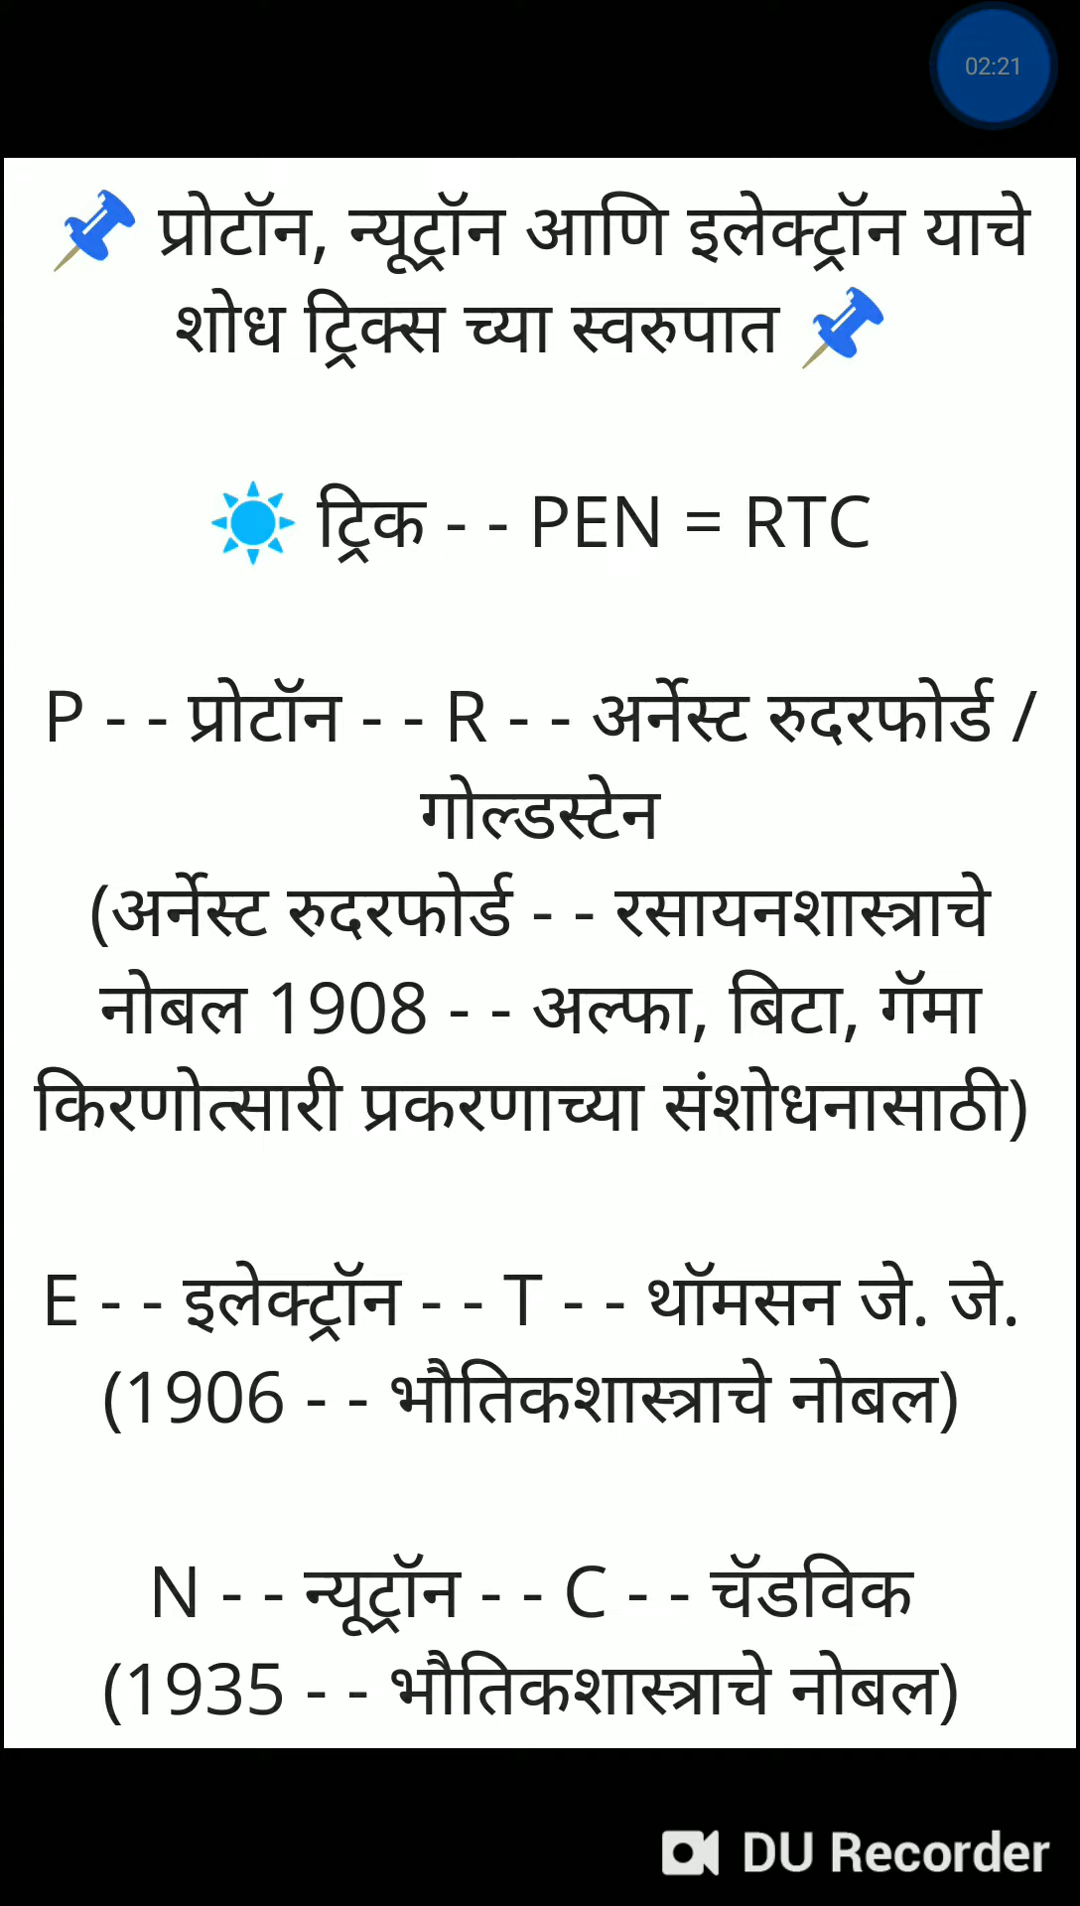 02:21
📌 प्रोटॉन, न्यूट्रॉन आणि इलेक्ट्रॉन याचे
शोध ट्रिक्स च्या स्वरुपात 📌
☀ ट्रिक - - PEN = RTC
P - - प्रोटॉन - - R - - अर्नेस्ट रुदरफोर्ड /
गोल्डस्टेन
(अर्नेस्ट रुदरफोर्ड - - रसायनशास्त्राचे
नोबल 1908 - - अल्फा, बिटा, गॅमा
किरणोत्सारी प्रकरणाच्या संशोधनासाठी)
E - - इलेक्ट्रॉन - - T - - थॉमसन जे. जे.
(1906 - - भौतिकशास्त्राचे नोबल)
N - - न्यूट्रॉन - - C - - चॅडविक
(1935 - - भौतिकशास्त्राचे नोबल)
DU Recorder